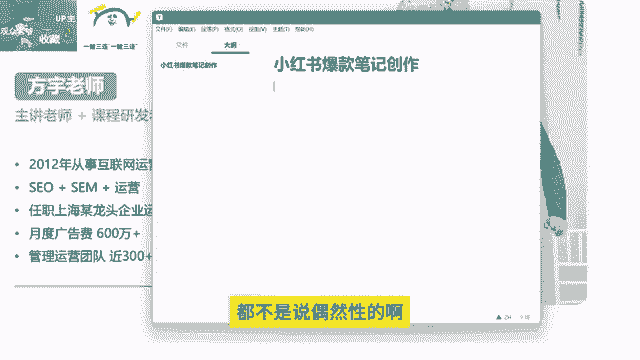 UP主
收藏
一键三连 一键三连
方宇老师
主讲老师 + 课程研发
• 2012年从事互联网运营
• SEO + SEM + 运营
• 任职上海某龙头企业运
• 月度广告费 600万+
• 管理运营团队 近300+
文件(F) 编辑(E) 段落(P) 格式(O) 视图(V) 主题(T) 帮助(H)
文件 大纲
小红书爆款笔记创作
小红书爆款笔记创作
都不是说偶然性的啊